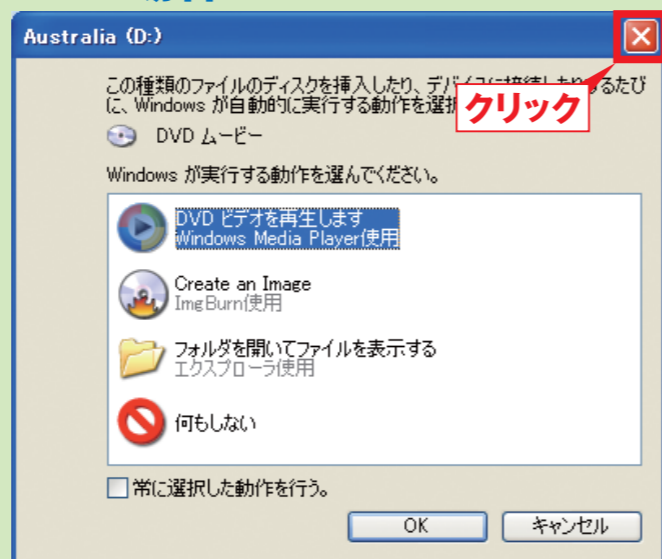 Australia (D:)
この種類のファイルのディスクを挿入したり、デバイスに接続したりするたび
に、Windows が自動的に実行する動作を選択
クリック
DVD ムービー
Windows が実行する動作を選んでください。
DVD ビデオを再生します
Windows Media Player使用
Create an Image
ImgBurn使用
フォルダを開いてファイルを表示する
エクスプローラ使用
何もしない
常に選択した動作を行う。
OK
キャンセル